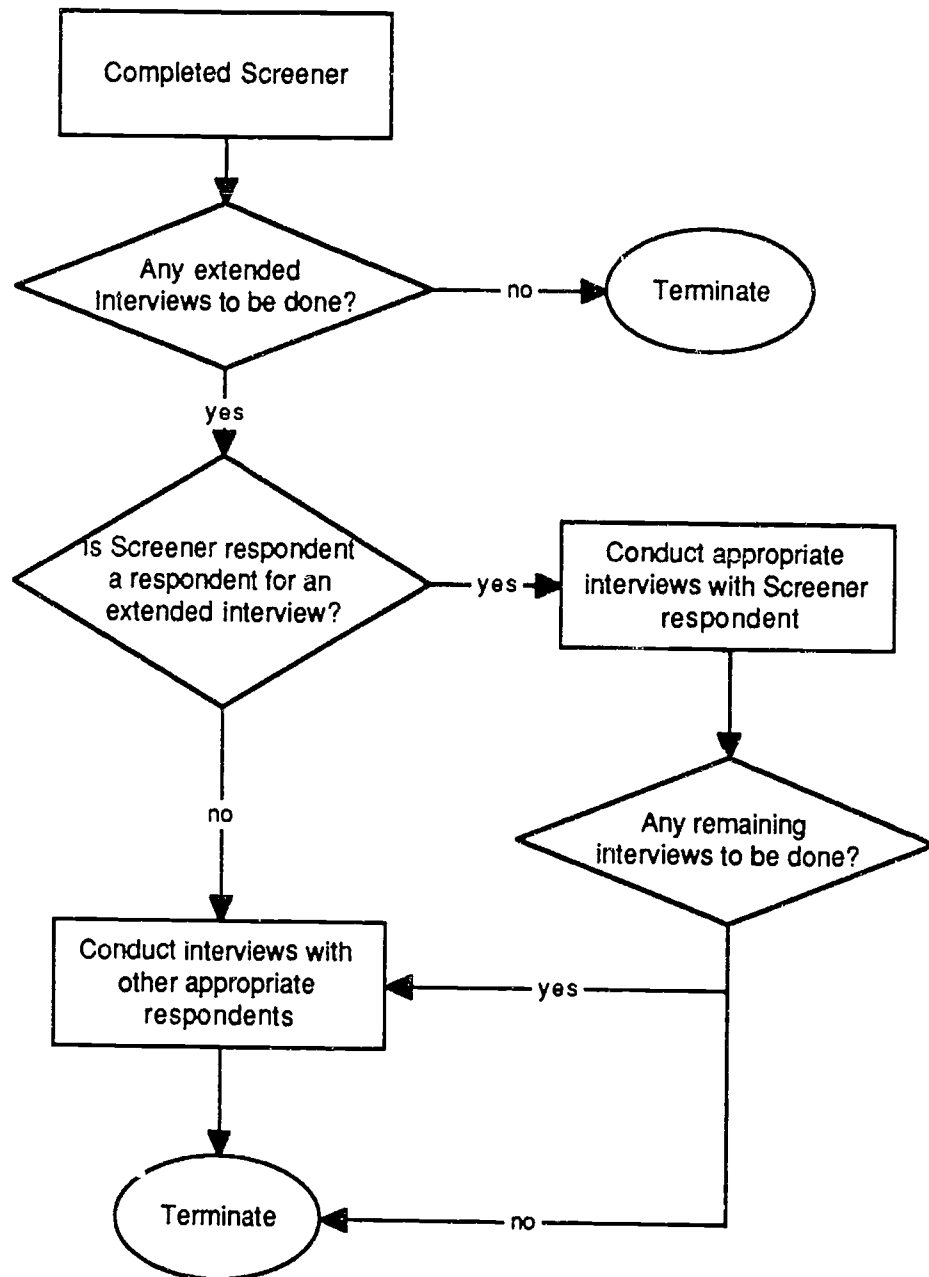 Completed Screener
Any extended
Interviews to be done?
no
Terminate
yes
Is Screener respondent
a respondent for an
extended interview?
yes
Conduct appropriate
interviews with Screener
respondent
no
Any remaining
interviews to be done?
Conduct interviews with
other appropriate
respondents
yes
Terminate
no